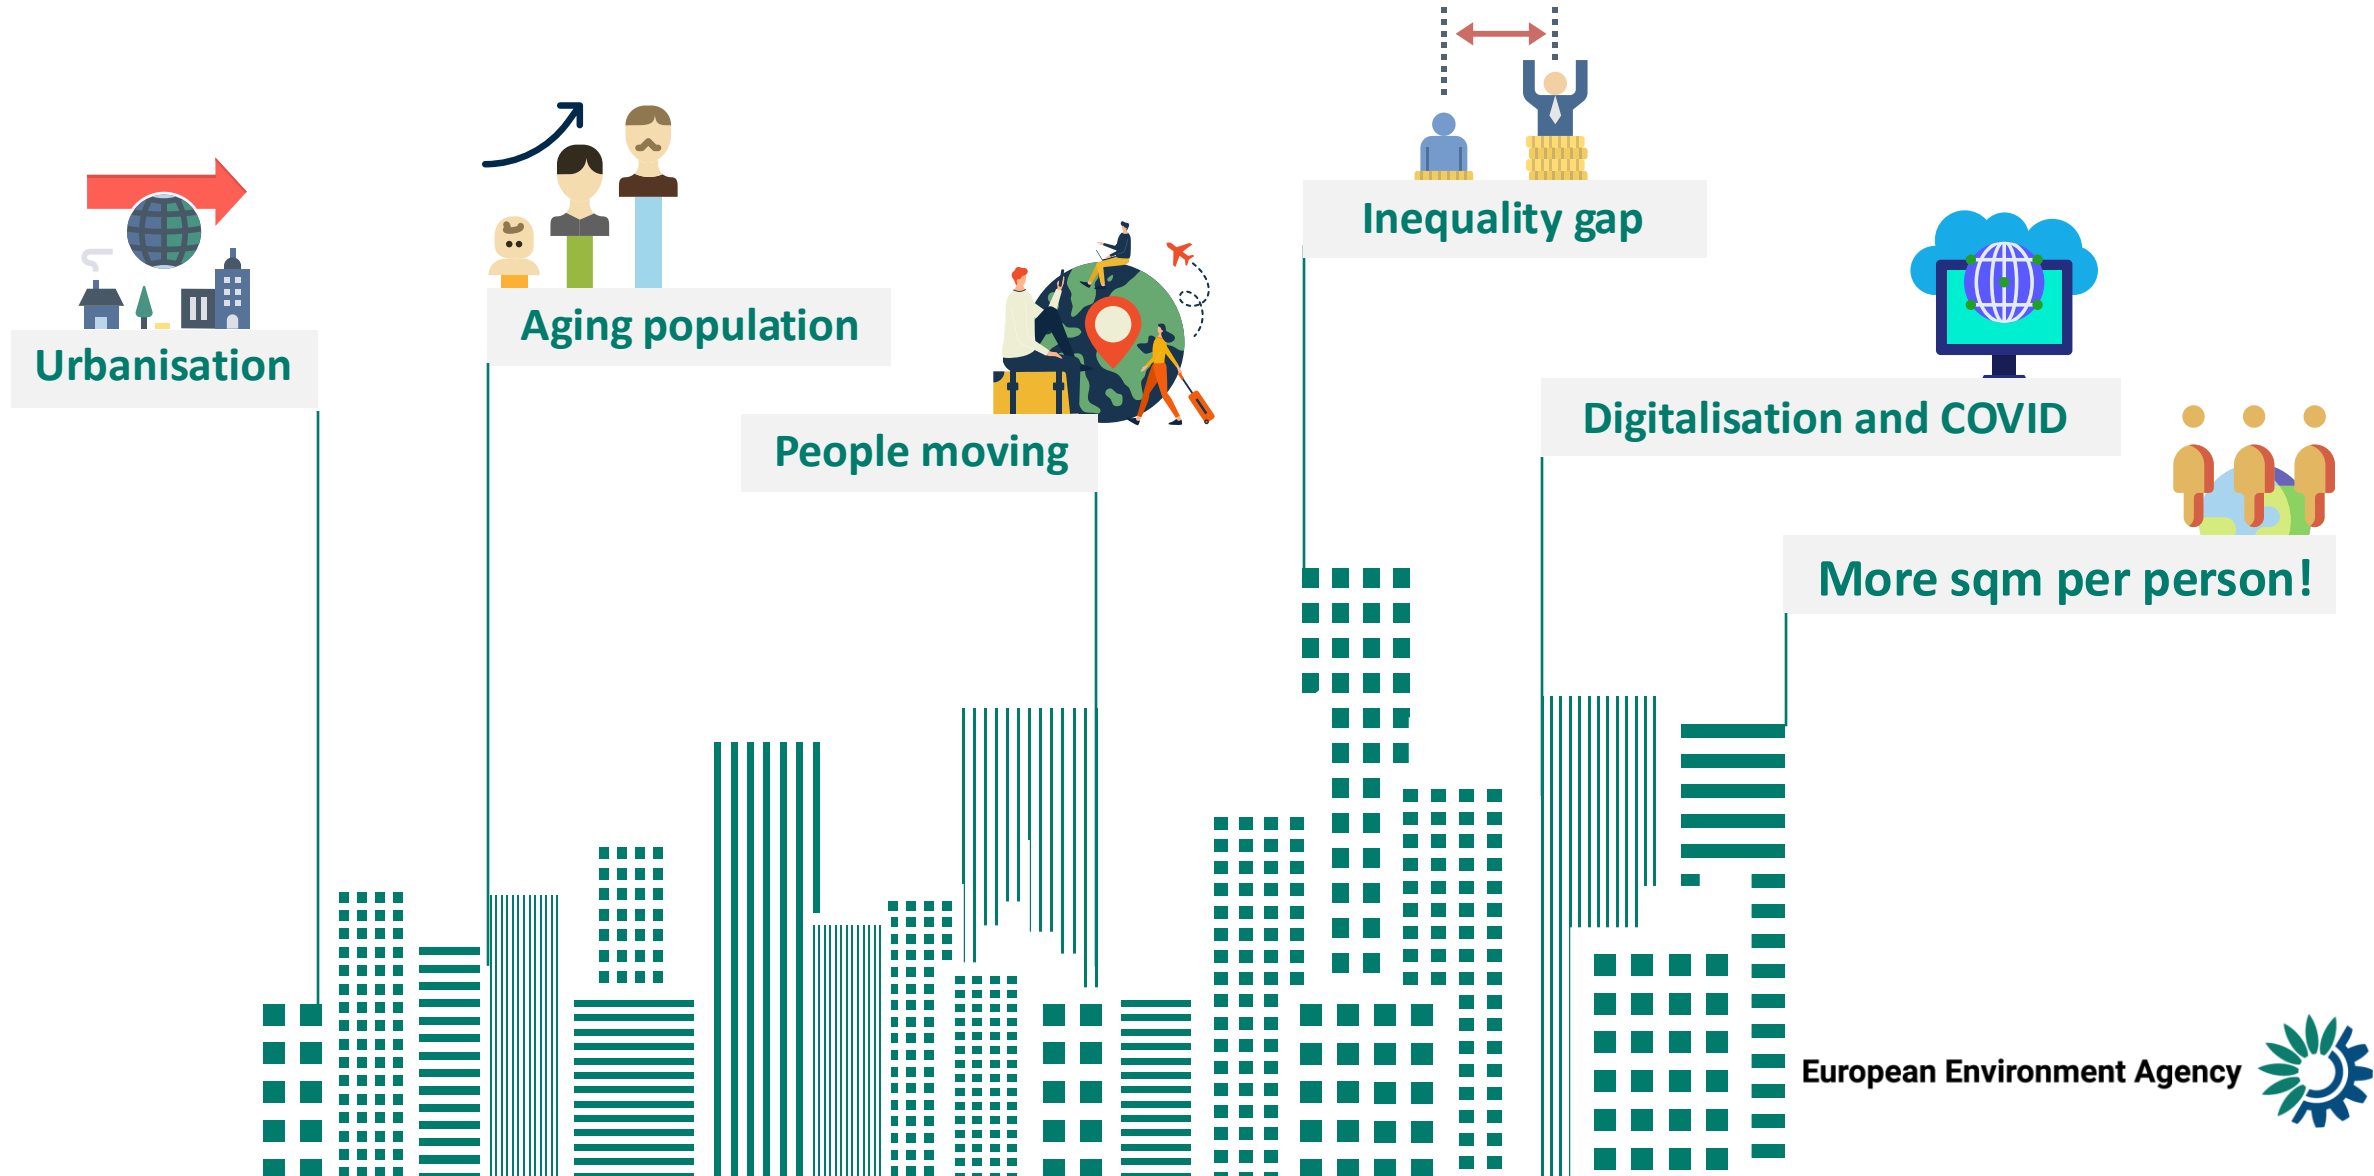 Urbanisation
Aging population
People moving
Inequality gap
Digitalisation and COVID
More sqm per person!
European Environment Agency